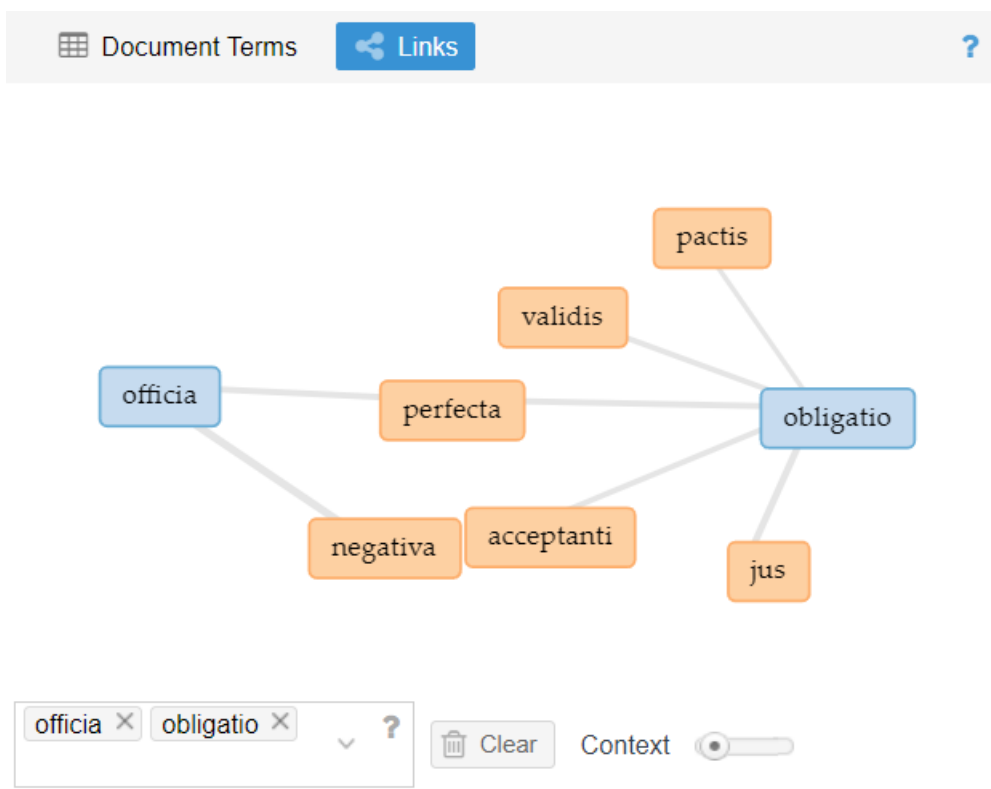 Document Terms Links ?
pactis
validis
officia
perfecta
obligatio
negativa
acceptanti
jus
officia × obligatio × ? Clear Context